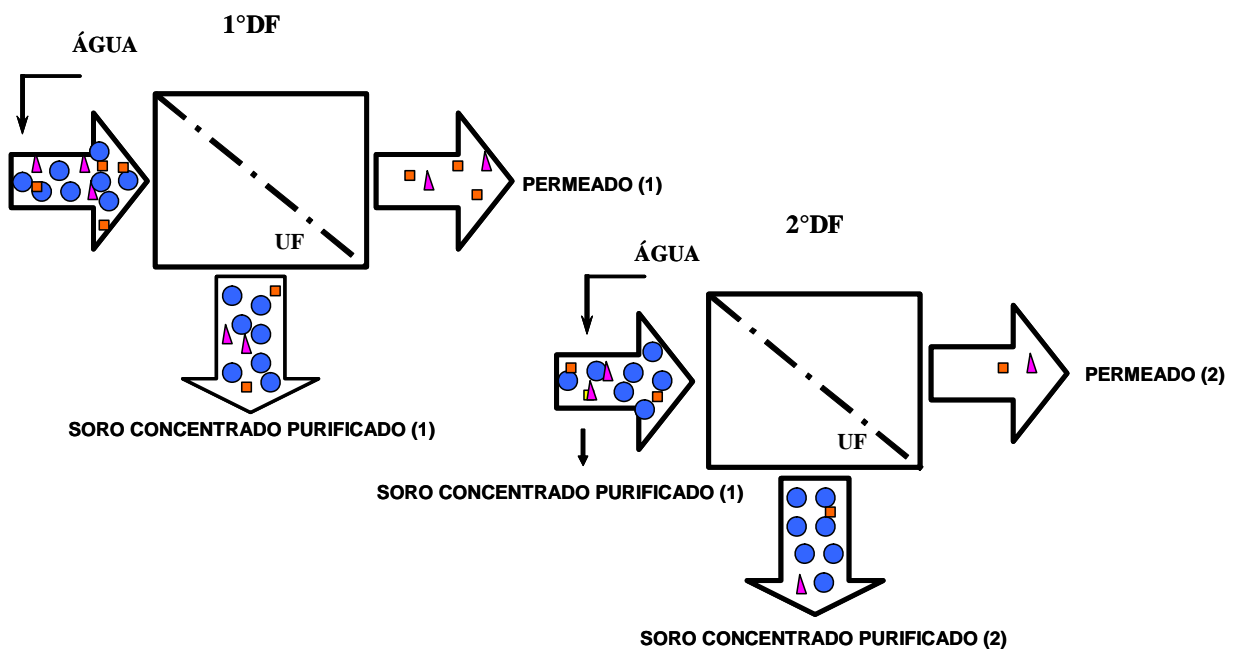 1°DF
ÁGUA
UF
PERMEADO (1)
SORO CONCENTRADO PURIFICADO (1)
2°DF
ÁGUA
UF
PERMEADO (2)
SORO CONCENTRADO PURIFICADO (1)
SORO CONCENTRADO PURIFICADO (2)